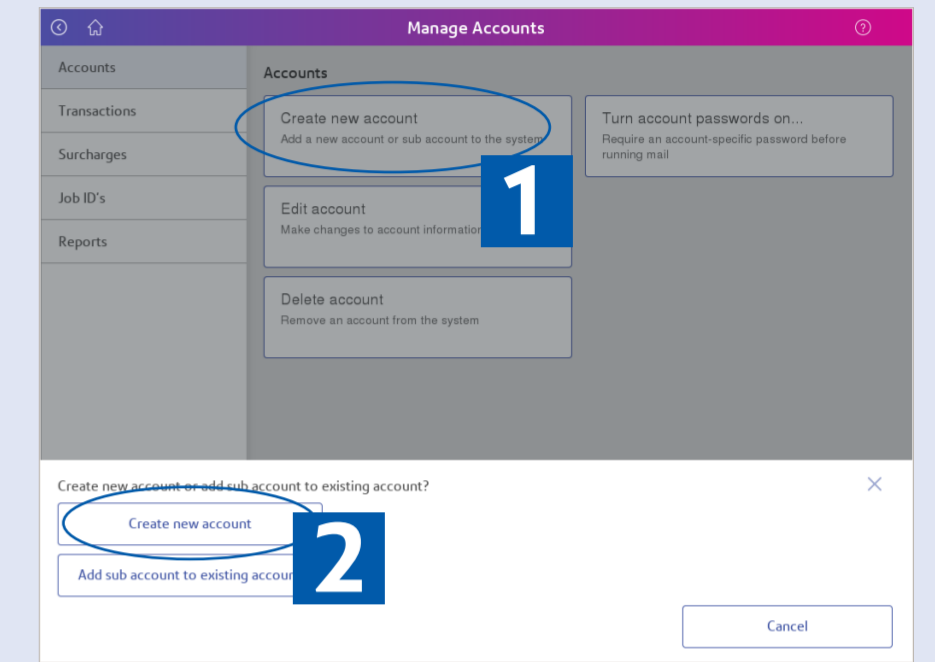 Manage Accounts
Accounts
Transactions
Surcharges
Job ID's
Reports
Accounts
Create new account
Add a new account or sub account to the system
1
Turn account passwords on...
Require an account-specific password before
running mail
Edit account
Make changes to account information
Delete account
Remove an account from the system
Create new account or add sub account to existing account?
Create new account
2
Add sub account to existing
Cancel